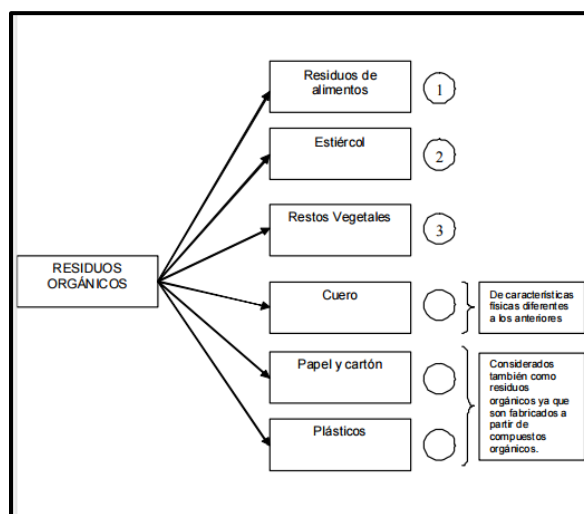 Residuos de
alimentos
1
Estiércol
2
Restos Vegetales
3
RESIDUOS
ORGÁNICOS
Cuero
De características
físicas diferentes
a los anteriores
Papel y cartón
Plásticos
Considerados
también como
residuos
orgánicos ya que
son fabricados a
partir de
compuestos
orgánicos.